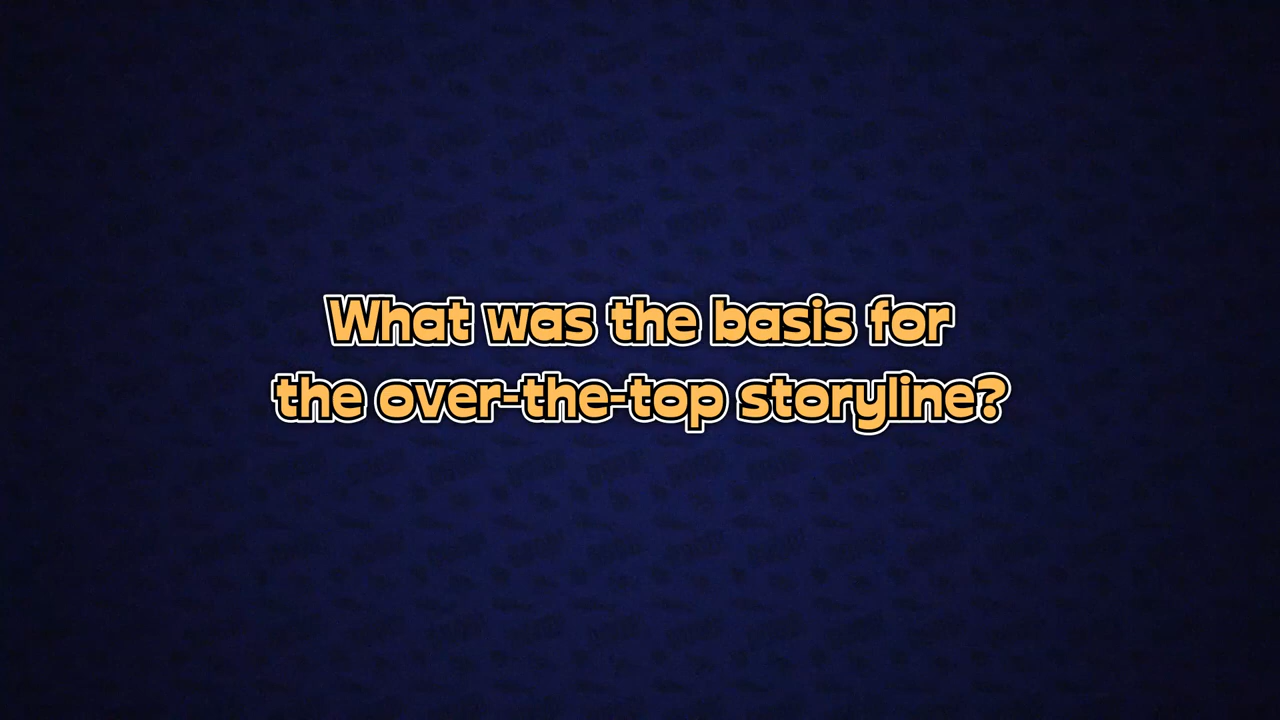 What was the basis for
the over-the-top storyline?